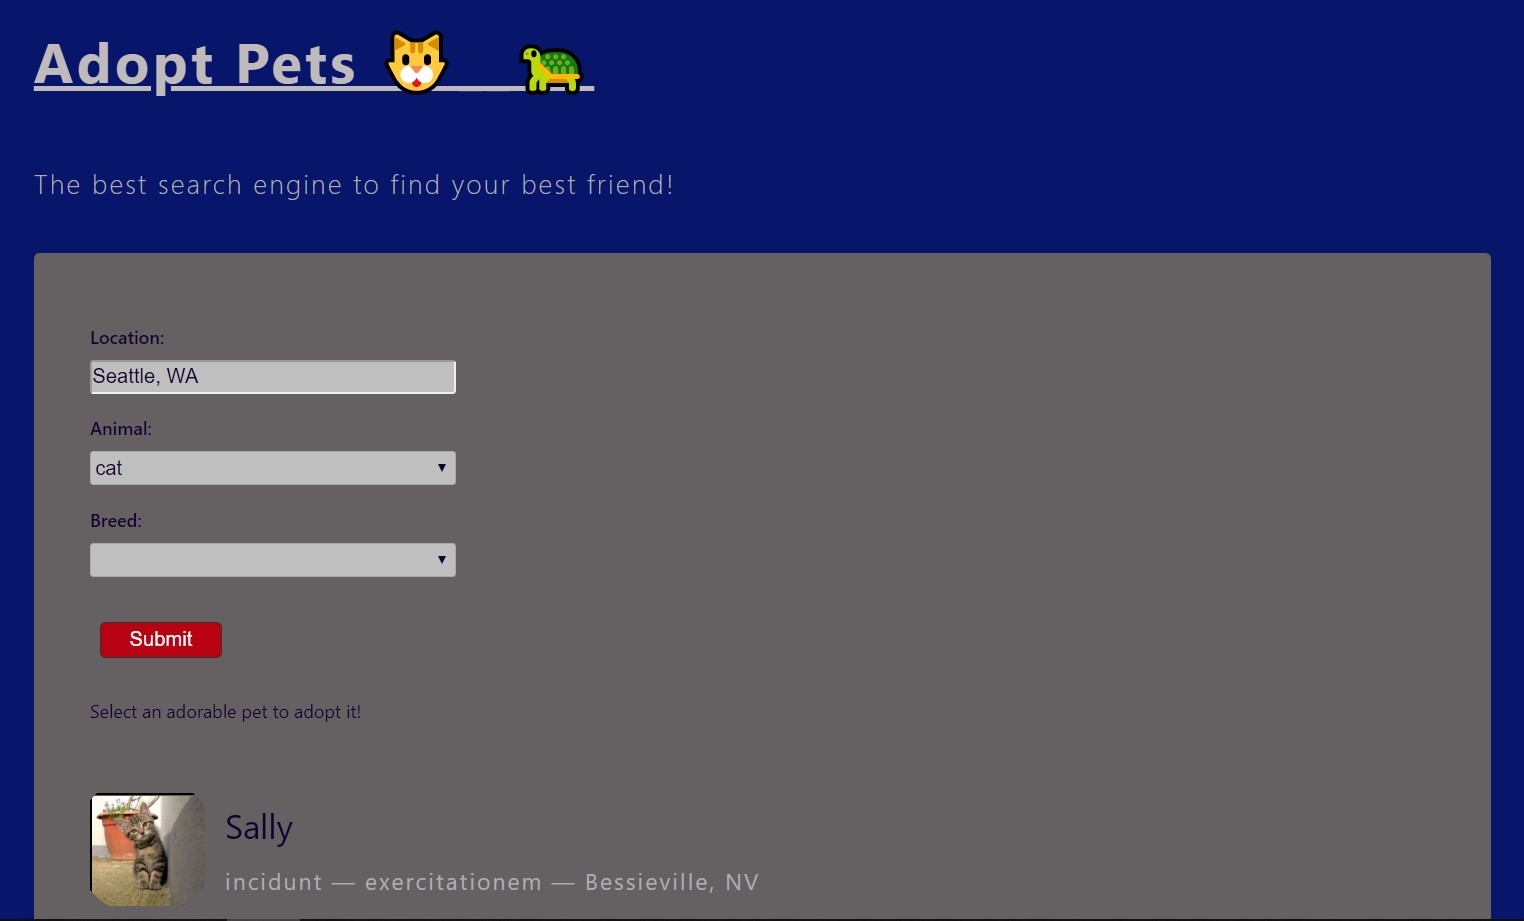 Adopt Pets 🐱 🐢
The best search engine to find your best friend!
Location:
Seattle, WA
Animal:
cat
Breed:
Submit
Select an adorable pet to adopt it!
Sally
incidunt — exercitationem — Bessieville, NV